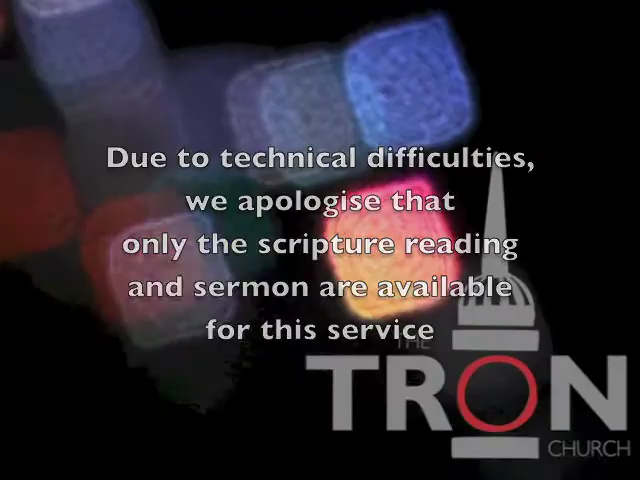 Due to technical difficulties,
we apologise that
only the scripture reading
and sermon are available
for this service
THE
TRON
CHURCH